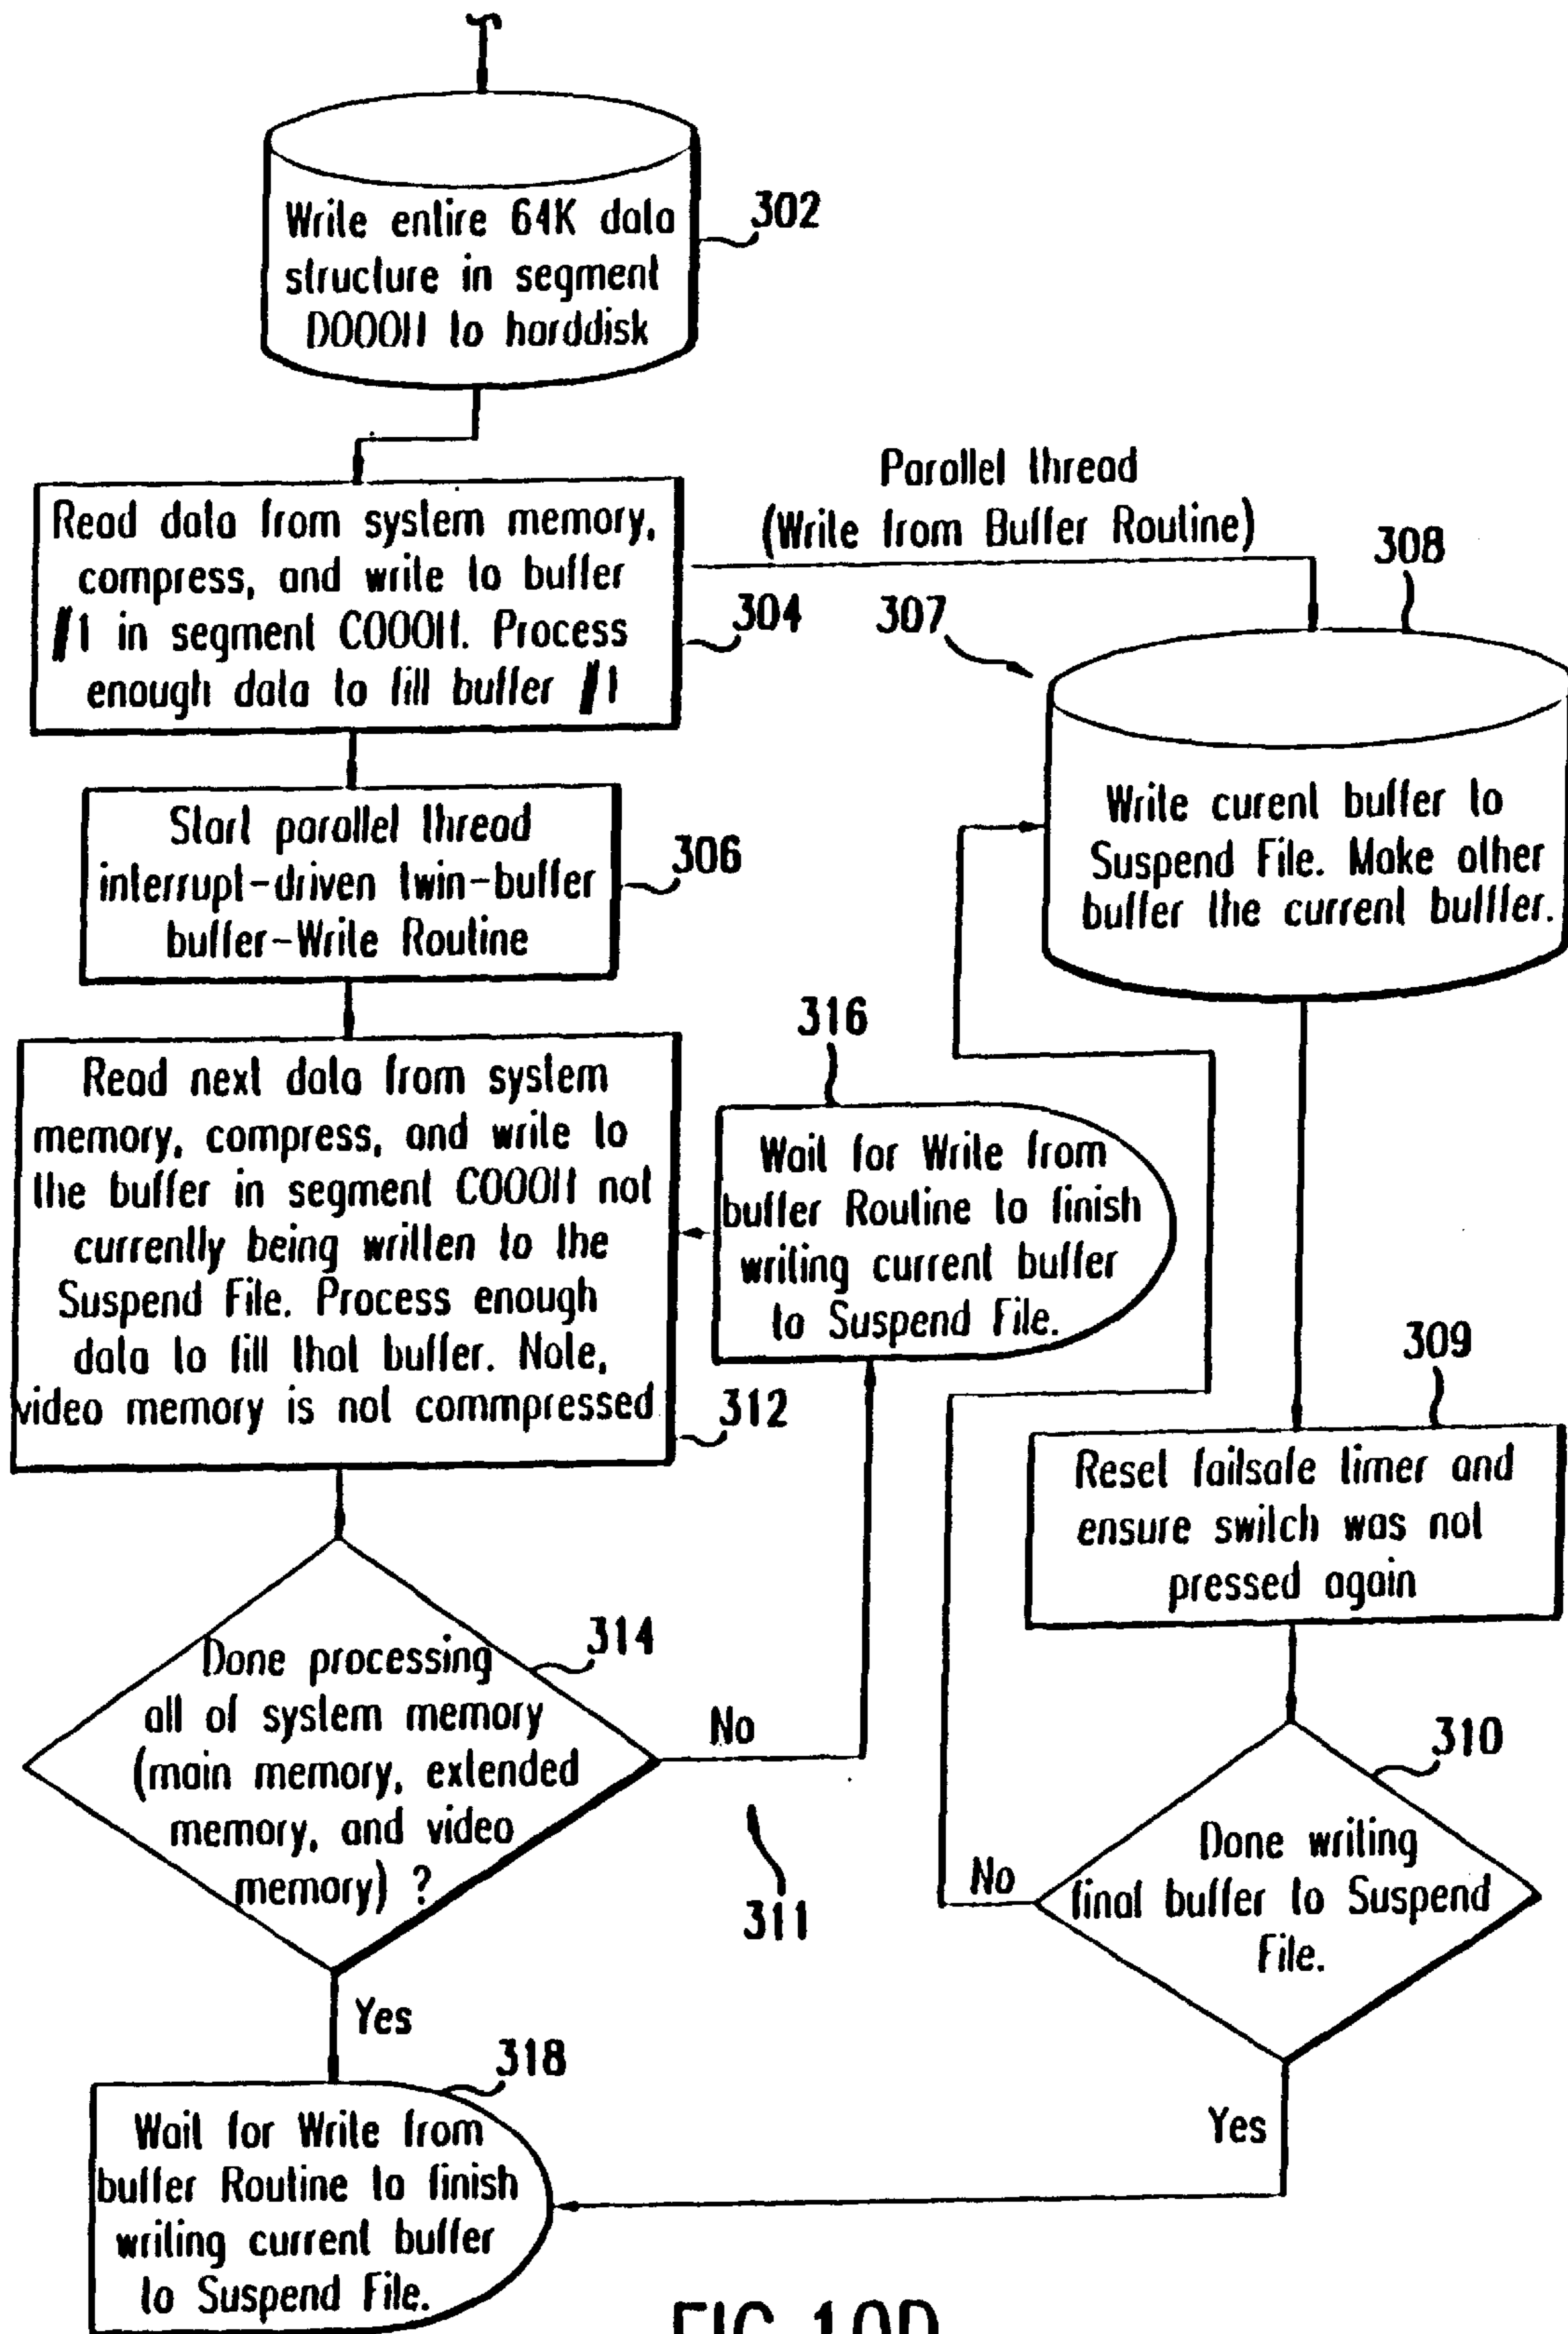 Write entire 64K data
structure in segment
D000H to harddisk
302
Read data from system memory,
compress, and write to buffer
#1 in segment C000H. Process
enough data to fill buffer #1
304
Parallel thread
(Write from Buffer Routine)
308
307
Write curent buffer to
Suspend File. Make other
buffer the current bulffer.
Start parallel thread
interrupt-driven twin-buffer
buffer-Write Routine
306
Read next data from system
memory, compress, and write to
the buffer in segment C000H not
currently being written to the
Suspend File. Process enough
data to fill that buffer. Note,
video memory is not commpressed
312
316
Wait for Write from
buffer Routine to finish
writing current buffer
to Suspend File.
309
Reset failsafe timer and
ensure switch was not
pressed again
Done processing
all of system memory
(main memory, extended
memory, and video
memory) ?
314
No
311
310
Done writing
final buffer to Suspend
File.
No
Yes
Yes
318
Wait for Write from
buffer Routine to finish
writing current buffer
to Suspend File.
FIG.10D